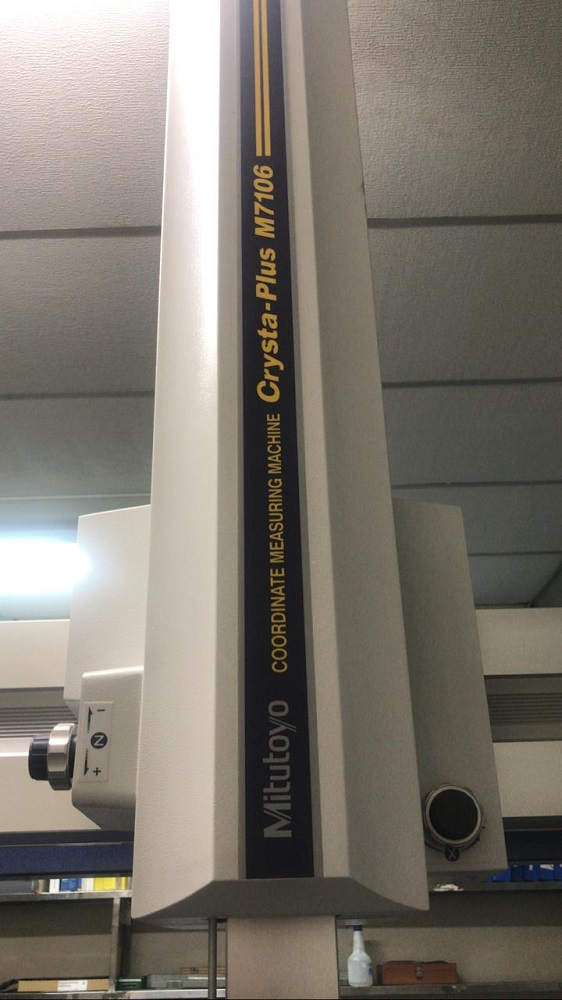 Mitutoyo COORDINATE MEASURING MACHINE Crysta-Plus M7106
- Z +
X